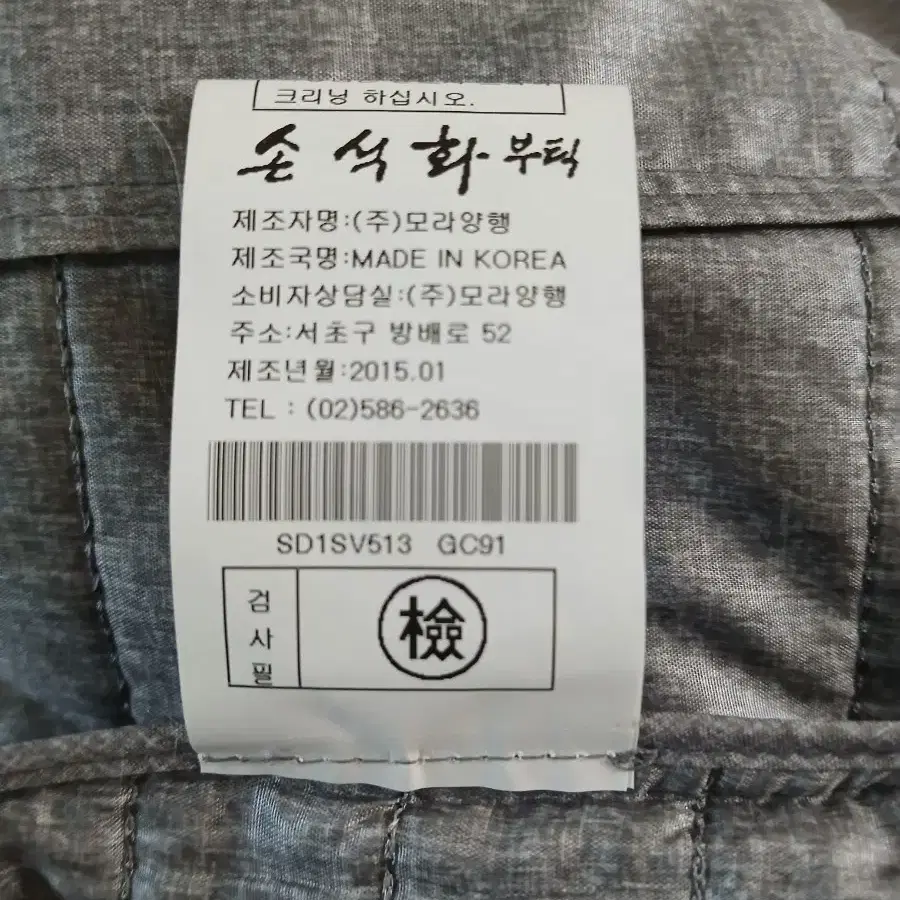 크리닝 하십시오.
손 석 화 부틱
제조자명:(주)모라양행
제조국명:MADE IN KOREA
소비자상담실:(주)모라양행
주소:서초구 방배로 52
제조년월:2015.01
TEL : (02)586-2636
SD1SV513 GC91
검사필
檢